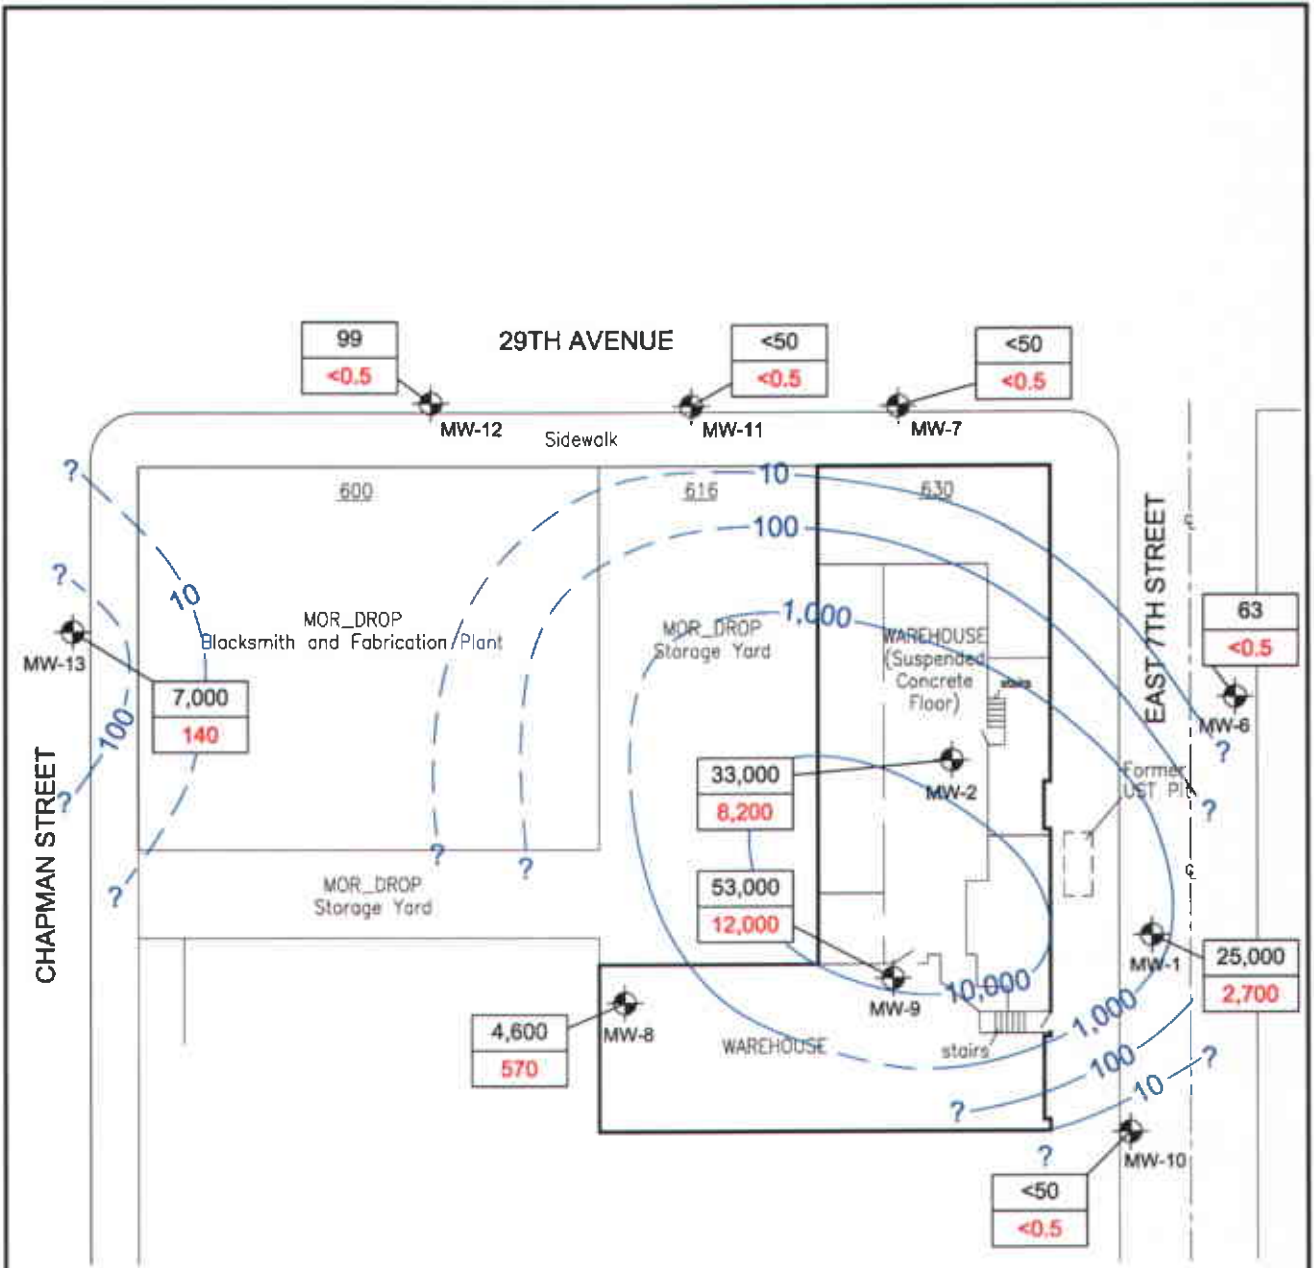 99
<0.5
29TH AVENUE
<50
<0.5
<50
<0.5
MW-12
MW-11
MW-7
Sidewalk
?
600
616
10
630
100
EAST 7TH STREET
?
10
1,000
63
<0.5
MOR_DROP
Blacksmith and Fabrication Plant
MOR_DROP
Storage Yard
WAREHOUSE
(Suspended
Concrete
Floor)
stairs
MW-13
7,000
140
100
MW-6
?
CHAPMAN STREET
33,000
8,200
MW-2
Former
UST Pit
?
?
?
?
53,000
12,000
MOR_DROP
Storage Yard
?
MW-1
25,000
2,700
10,000
MW-9
4,600
570
MW-8
1,000
WAREHOUSE
stairs
100
?
10
?
MW-10
?
<50
<0.5